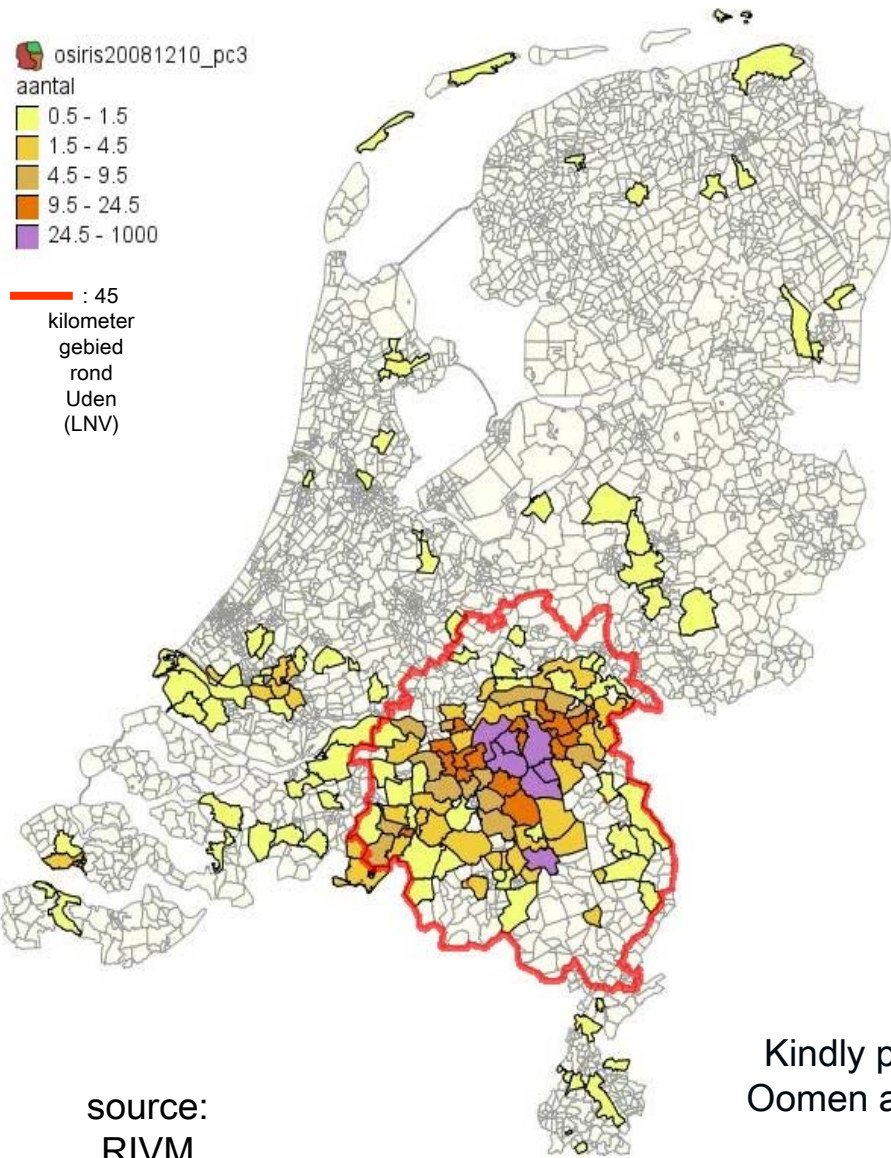 osiris20081210_pc3
aantal
0.5 - 1.5
1.5 - 4.5
4.5 - 9.5
9.5 - 24.5
24.5 - 1000
: 45
kilometer
gebied
rond
Uden
(LNV)
source:
RIVM
Kindly p
Oomen a